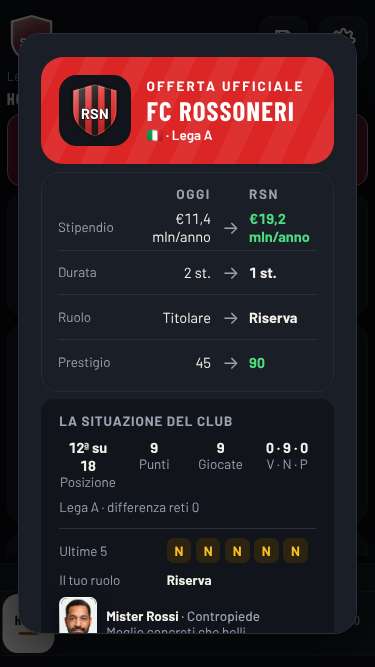 OFFERTA UFFICIALE
FC ROSSONERI
RSN
· Lega A
OGGI RSN
Stipendio €11,4 mln/anno → €19,2 mln/anno
Durata 2 st. → 1 st.
Ruolo Titolare → Riserva
Prestigio 45 → 90
LA SITUAZIONE DEL CLUB
12ª su 18 9 9 0 · 9 · 0
Posizione Punti Giocate V · N · P
Lega A · differenza reti 0
Ultime 5 N N N N N
Il tuo ruolo Riserva
Mister Rossi · Contropiede